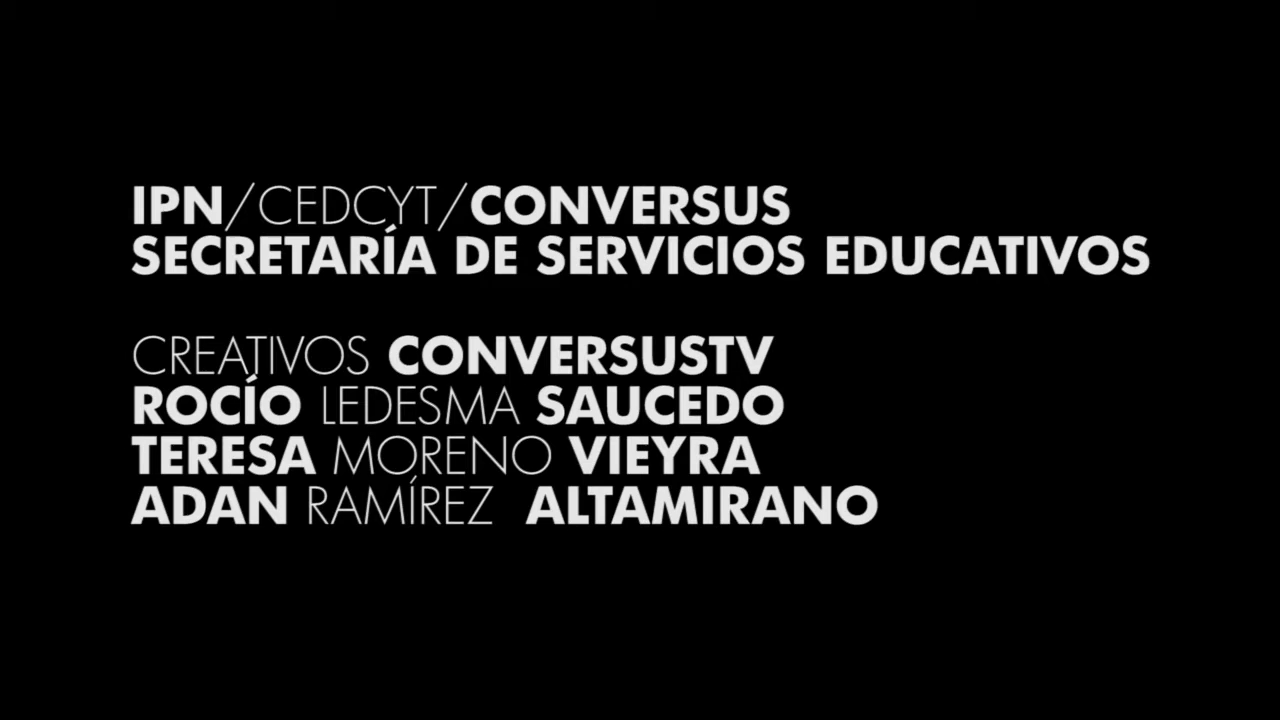 IPN/CEDCYT/CONVERSUS
SECRETARÍA DE SERVICIOS EDUCATIVOS
CREATIVOS CONVERSUSTV
ROCÍO LEDESMA SAUCEDO
TERESA MORENO VIEYRA
ADAN RAMÍREZ ALTAMIRANO